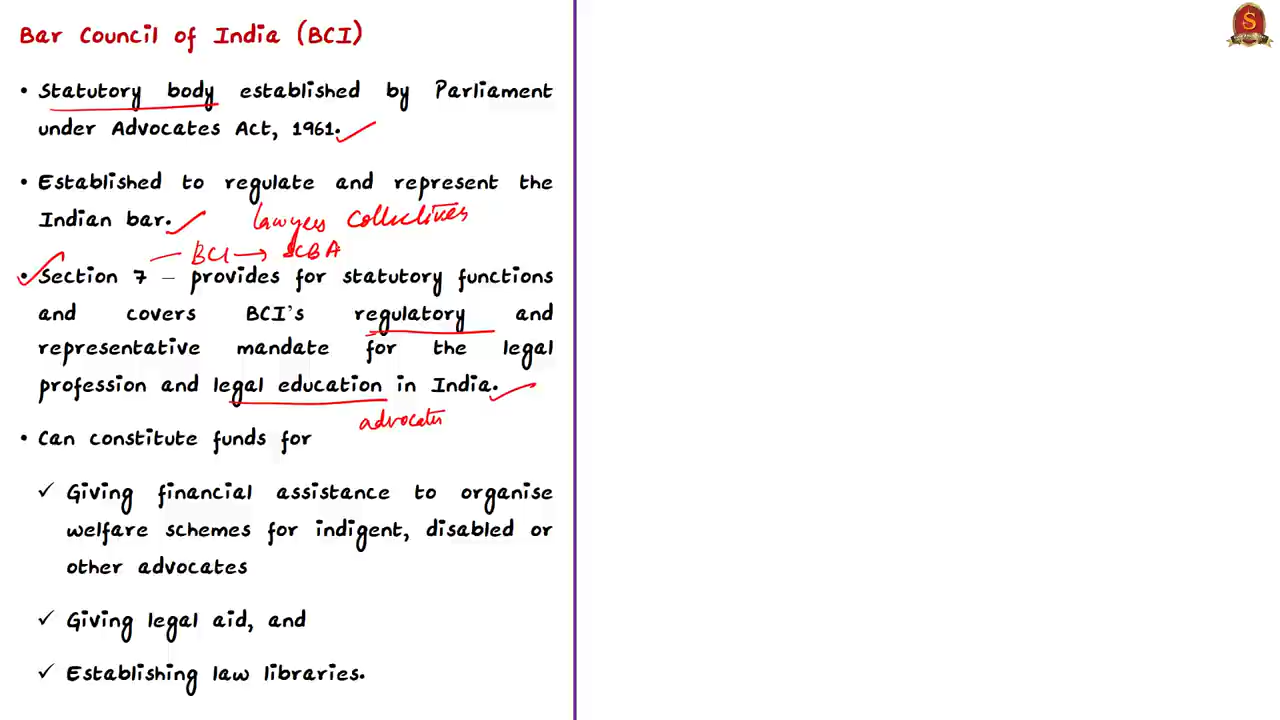 Bar Council of India (BCI)
• Statutory body established by Parliament
under Advocates Act, 1961.
• Established to regulate and represent the
Indian bar.
lawyers collectives
— BCI → SCBA
• Section 7 – provides for statutory functions
and covers BCI's regulatory and
representative mandate for the legal
profession and legal education in India.
advocates
• Can constitute funds for
✓ Giving financial assistance to organise
welfare schemes for indigent, disabled or
other advocates
✓ Giving legal aid, and
✓ Establishing law libraries.
S